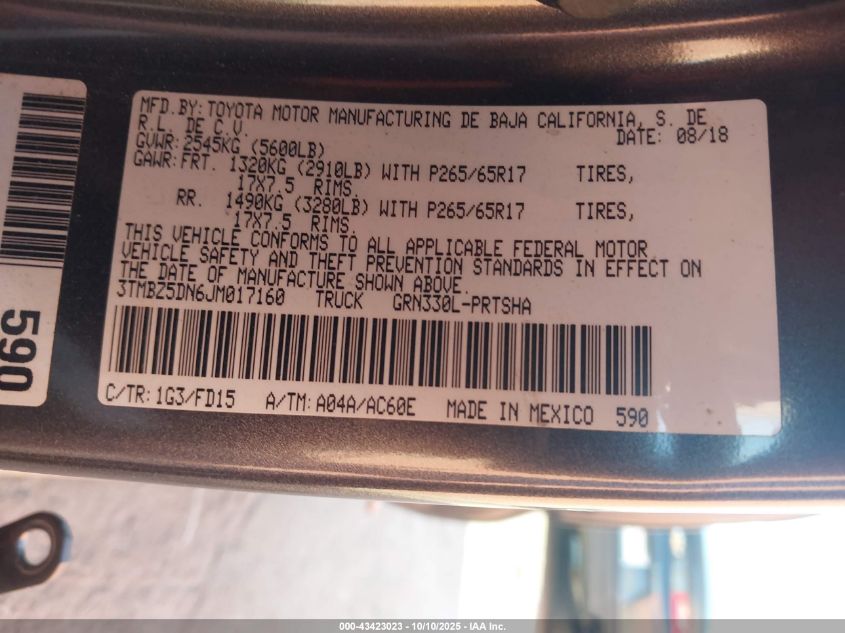 MFD.BY:TOYOTA MOTOR MANUFACTURING DE BAJA CALIFORNIA, S. DE
R.L. DE C.V. DATE: 08/18
GVWR:2545KG (5600LB)
GAWR:FRT. 1320KG (2910LB) WITH P265/65R17 TIRES,
17X7.5 RIMS.
RR. 1490KG (3280LB) WITH P265/65R17 TIRES,
17X7.5 RIMS.
THIS VEHICLE CONFORMS TO ALL APPLICABLE FEDERAL MOTOR
VEHICLE SAFETY AND THEFT PREVENTION STANDARDS IN EFFECT ON
THE DATE OF MANUFACTURE SHOWN ABOVE.
3TMBZ5DN6JM017160 TRUCK GRN330L-PRTSHA
C/TR:1G3/FD15 A/TM:A04A/AC60E MADE IN MEXICO 590
590
000-43423023 - 10/10/2025 - IAA Inc.